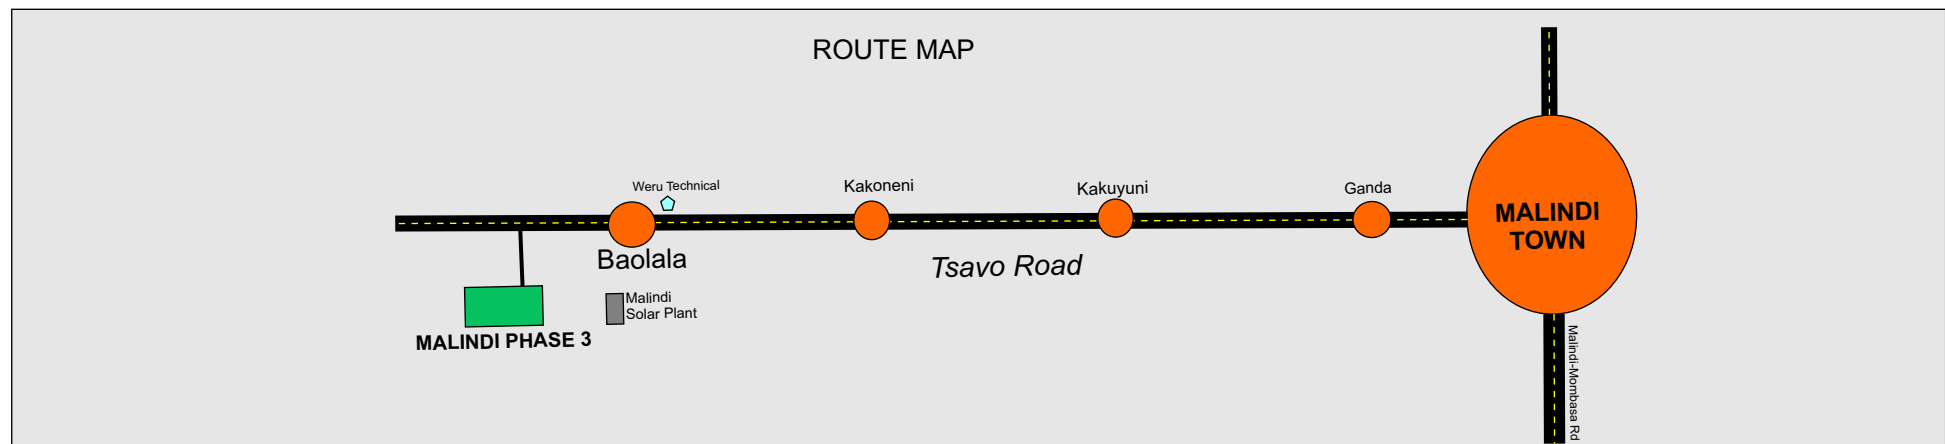 ROUTE MAP
Weru Technical
Kakoneni
Kakuyuni
Ganda
MALINDI
TOWN
Baolala
Tsavo Road
Malindi
Solar Plant
MALINDI PHASE 3
Malindi-Mombasa Rd